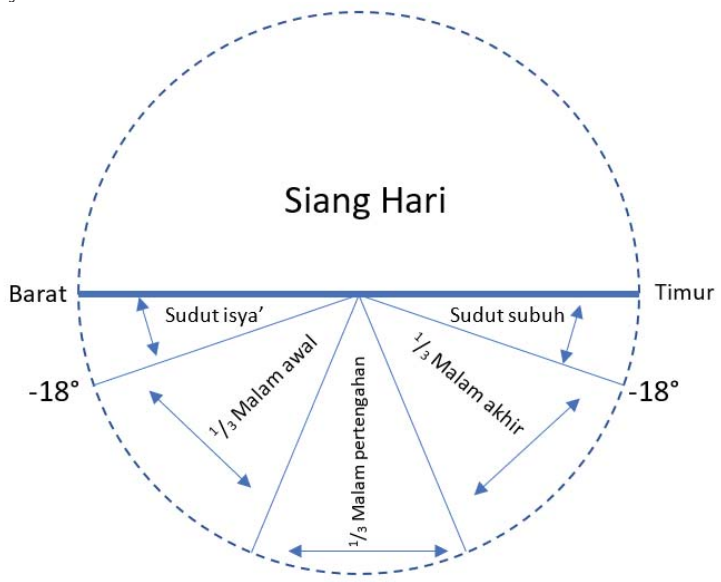 Siang Hari
Barat
Timur
Sudut isya’
Sudut subuh
-18°
-18°
1/3 Malam awal
1/3 Malam pertengahan
1/3 Malam akhir